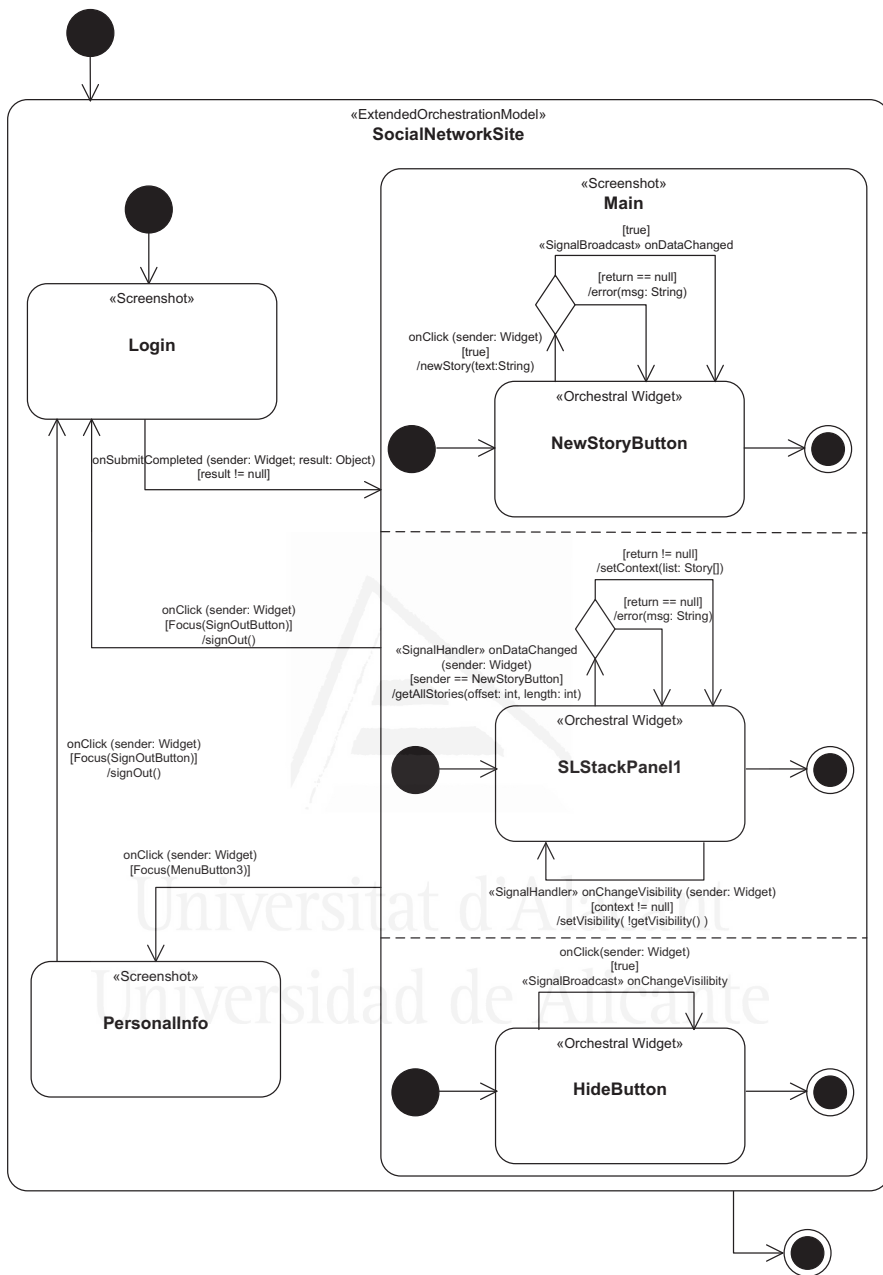 «ExtendedOrchestrationModel»
SocialNetworkSite
«Screenshot»
Main
[true]
«SignalBroadcast» onDataChanged
[return == null]
/error(msg: String)
onClick (sender: Widget)
[true]
/newStory(text:String)
«Orchestral Widget»
NewStoryButton
«Screenshot»
Login
onSubmitCompleted (sender: Widget; result: Object)
[result != null]
onClick (sender: Widget)
[Focus(SignOutButton)]
/signOut()
[return != null]
/setContext(list: Story[])
[return == null]
/error(msg: String)
«SignalHandler» onDataChanged
(sender: Widget)
[sender == NewStoryButton]
/getAllStories(offset: int, length: int)
«Orchestral Widget»
SLStackPanel1
onClick (sender: Widget)
[Focus(SignOutButton)]
/signOut()
onClick (sender: Widget)
[Focus(MenuButton3)]
«SignalHandler» onChangeVisibility (sender: Widget)
[context != null]
/setVisibility( !getVisibility() )
Universitat d'Alacant
Universidad de Alicante
«Screenshot»
PersonalInfo
onClick(sender: Widget)
[true]
«SignalBroadcast» onChangeVisilibity
«Orchestral Widget»
HideButton